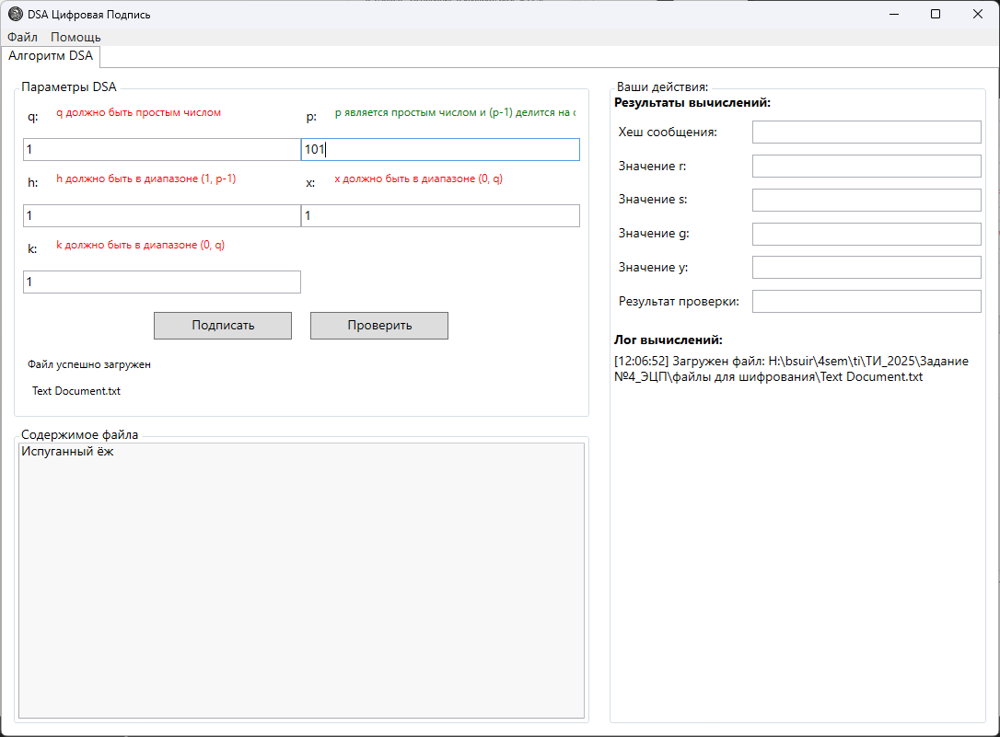 DSA Цифровая Подпись
Файл Помощь
Алгоритм DSA
Параметры DSA
q: q должно быть простым числом
p: p является простым числом и (p-1) делится на
1
101
h: h должно быть в диапазоне (1, p-1)
x: x должно быть в диапазоне (0, q)
1
1
k: k должно быть в диапазоне (0, q)
1
Подписать
Проверить
Файл успешно загружен
Text Document.txt
Содержимое файла
Испуганный ёж
Ваши действия:
Результаты вычислений:
Хеш сообщения:
Значение r:
Значение s:
Значение g:
Значение y:
Результат проверки:
Лог вычислений:
[12:06:52] Загружен файл: H:\bsuir\4sem\ti\ТИ_2025\Задание
№4_ЭЦП\файлы для шифрования\Text Document.txt